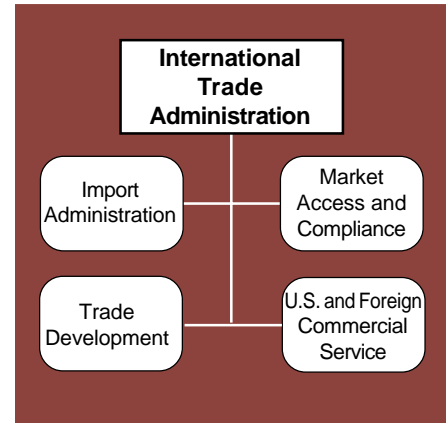 International
Trade
Administration
Import
Administration
Market
Access and
Compliance
Trade
Development
U.S. and Foreign
Commercial
Service